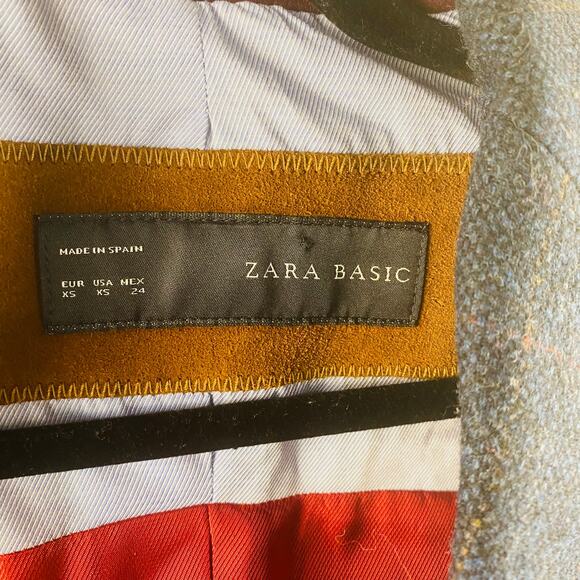 MADE IN SPAIN
EUR USA MEX
XS XS 24
ZARA BASIC